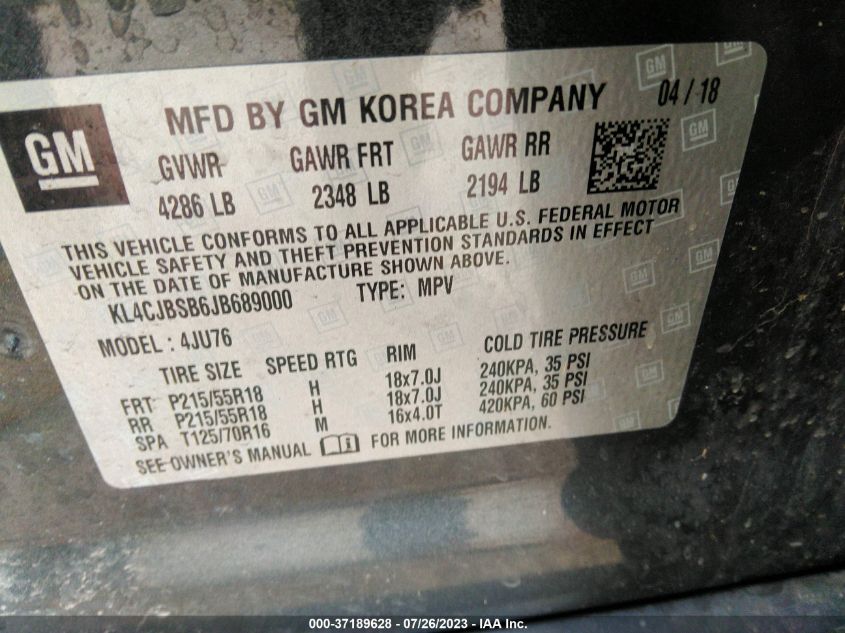 GM
MFD BY GM KOREA COMPANY 04/18
GVWR GAWR FRT GAWR RR
4286 LB 2348 LB 2194 LB
THIS VEHICLE CONFORMS TO ALL APPLICABLE U.S. FEDERAL MOTOR
VEHICLE SAFETY AND THEFT PREVENTION STANDARDS IN EFFECT
ON THE DATE OF MANUFACTURE SHOWN ABOVE.
KL4CJBSB6JB689000 TYPE: MPV
MODEL: 4JU76
TIRE SIZE SPEED RTG RIM COLD TIRE PRESSURE
FRT P215/55R18 H 18x7.0J 240KPA, 35 PSI
RR P215/55R18 H 18x7.0J 240KPA, 35 PSI
SPA T125/70R16 M 16x4.0T 420KPA, 60 PSI
SEE OWNER'S MANUAL FOR MORE INFORMATION.
000-37189628 - 07/26/2023 - IAA Inc.